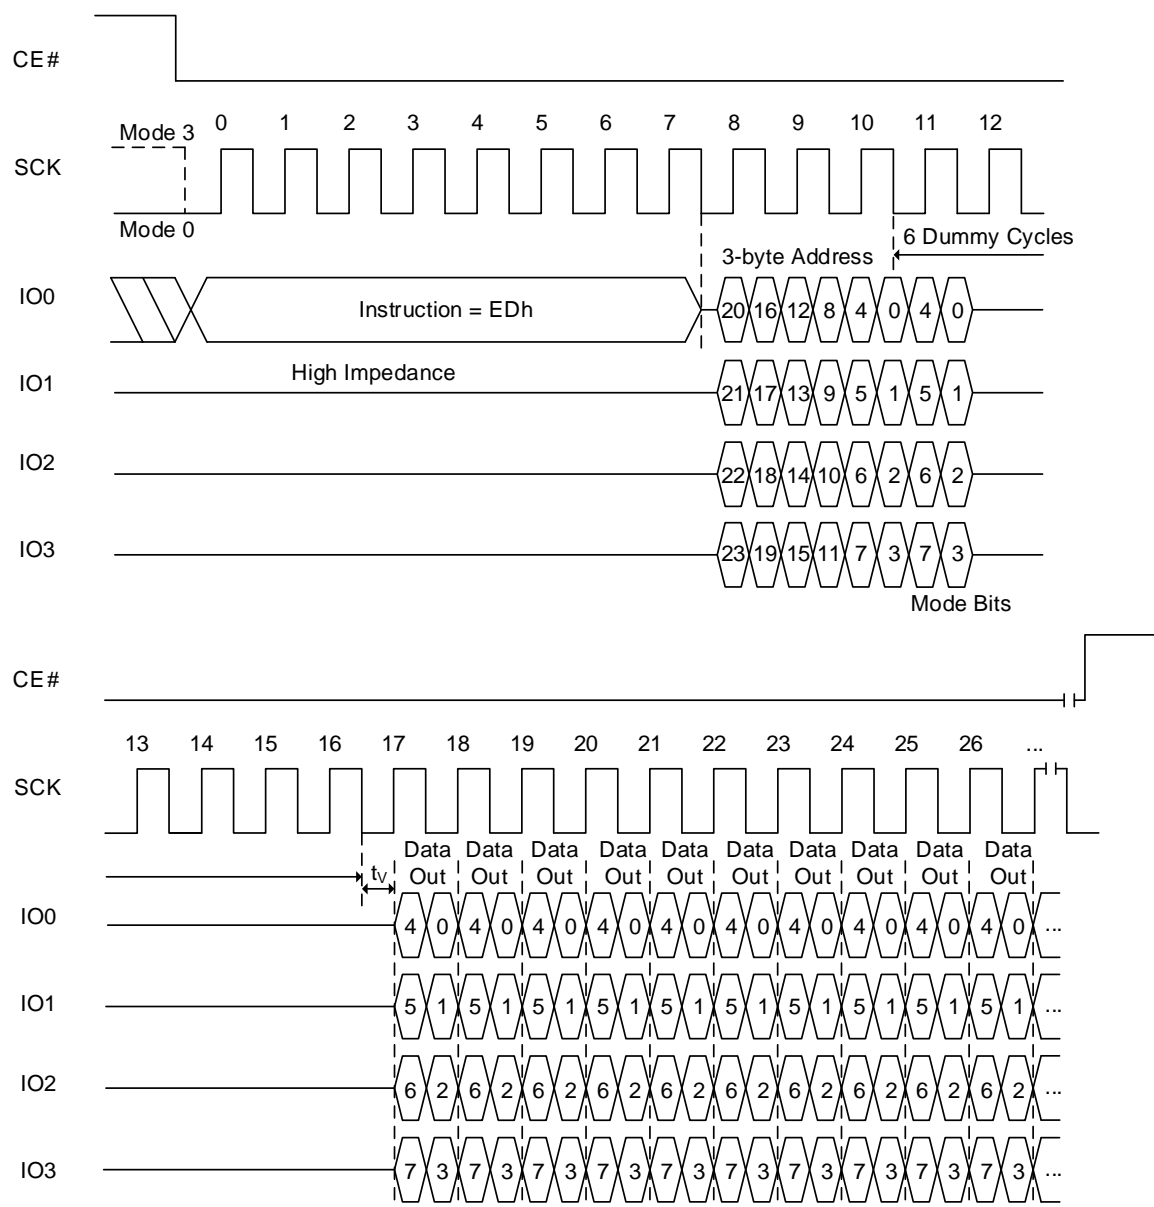 CE#
Mode 3
0 1 2 3 4 5 6 7 8 9 10 11 12
SCK
Mode 0
6 Dummy Cycles
3-byte Address
IO0
Instruction = EDh
20 16 12 8 4 0 4 0
IO1
High Impedance
21 17 13 9 5 1 5 1
IO2
22 18 14 10 6 2 6 2
IO3
23 19 15 11 7 3 7 3
Mode Bits
CE#
13 14 15 16 17 18 19 20 21 22 23 24 25 26 ...
SCK
tV
Data Data Data Data Data Data Data Data Data Data
Out Out Out Out Out Out Out Out Out Out
IO0
4 0 4 0 4 0 4 0 4 0 4 0 4 0 4 0 4 0 4 0 ...
IO1
5 1 5 1 5 1 5 1 5 1 5 1 5 1 5 1 5 1 5 1 ...
IO2
6 2 6 2 6 2 6 2 6 2 6 2 6 2 6 2 6 2 6 2 ...
IO3
7 3 7 3 7 3 7 3 7 3 7 3 7 3 7 3 7 3 7 3 ...